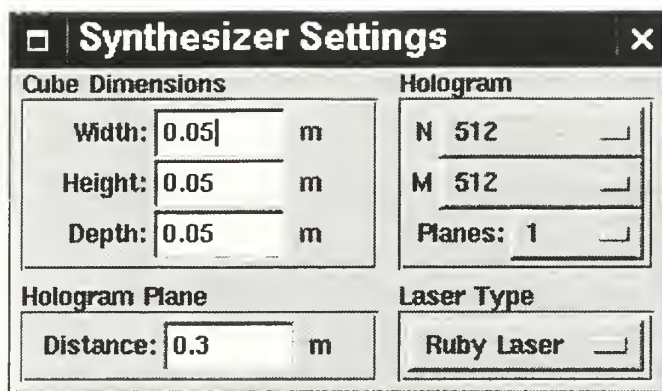 Synthesizer Settings
Cube Dimensions
Width: 0.05 m
Height: 0.05 m
Depth: 0.05 m
Hologram
N 512
M 512
Planes: 1
Hologram Plane
Distance: 0.3 m
Laser Type
Ruby Laser